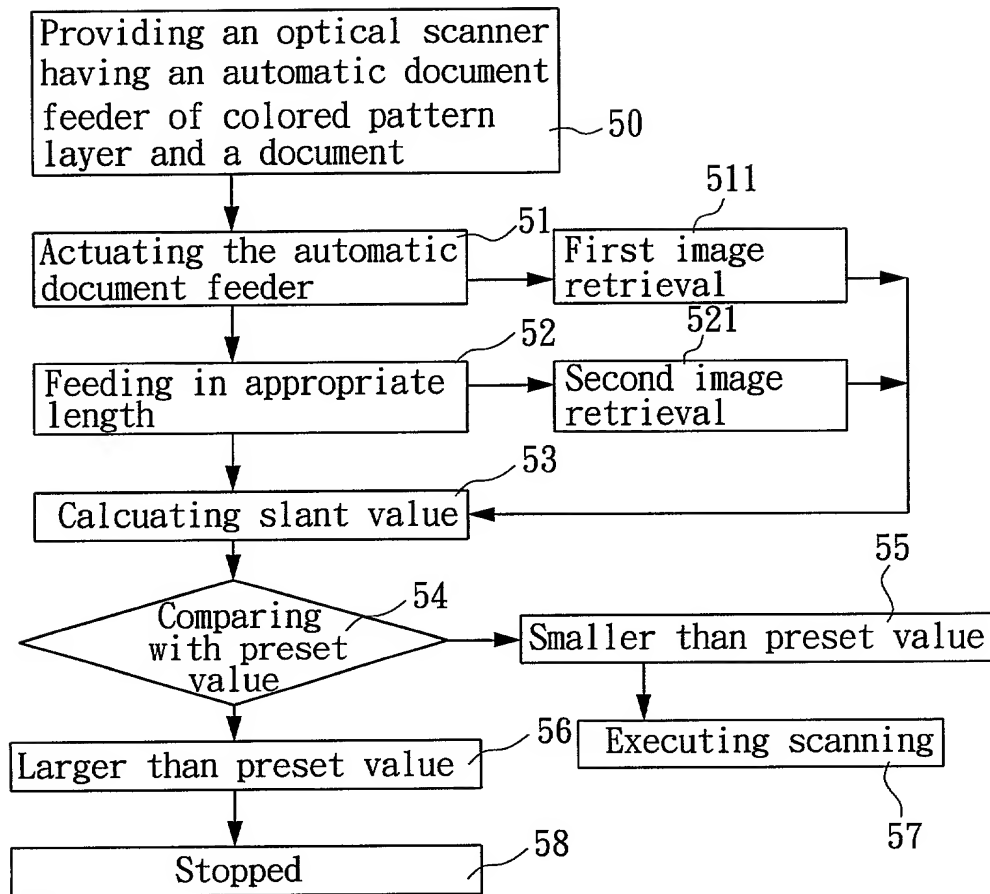 Providing an optical scanner
having an automatic document
feeder of colored pattern
layer and a document
50
511
51
Actuating the automatic
document feeder
First image
retrieval
52
521
Feeding in appropriate
length
Second image
retrieval
53
Calcuating slant value
54
Comparing
with preset
value
55
Smaller than preset value
56
Larger than preset value
Executing scanning
57
58
Stopped